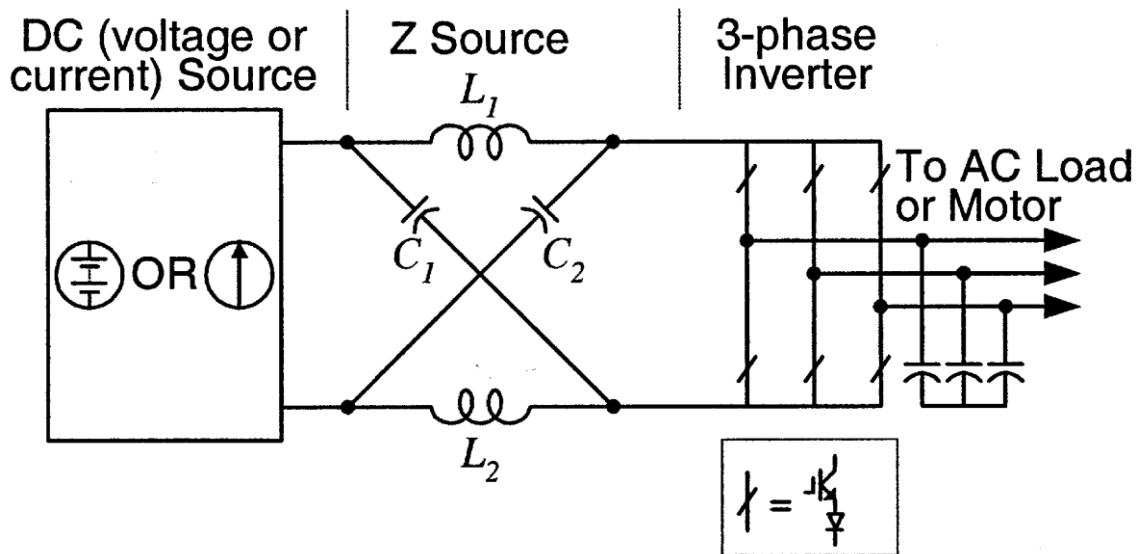 DC (voltage or
current) Source
Z Source
3-phase
Inverter
L1
To AC Load
or Motor
C1
C2
OR
L2
=